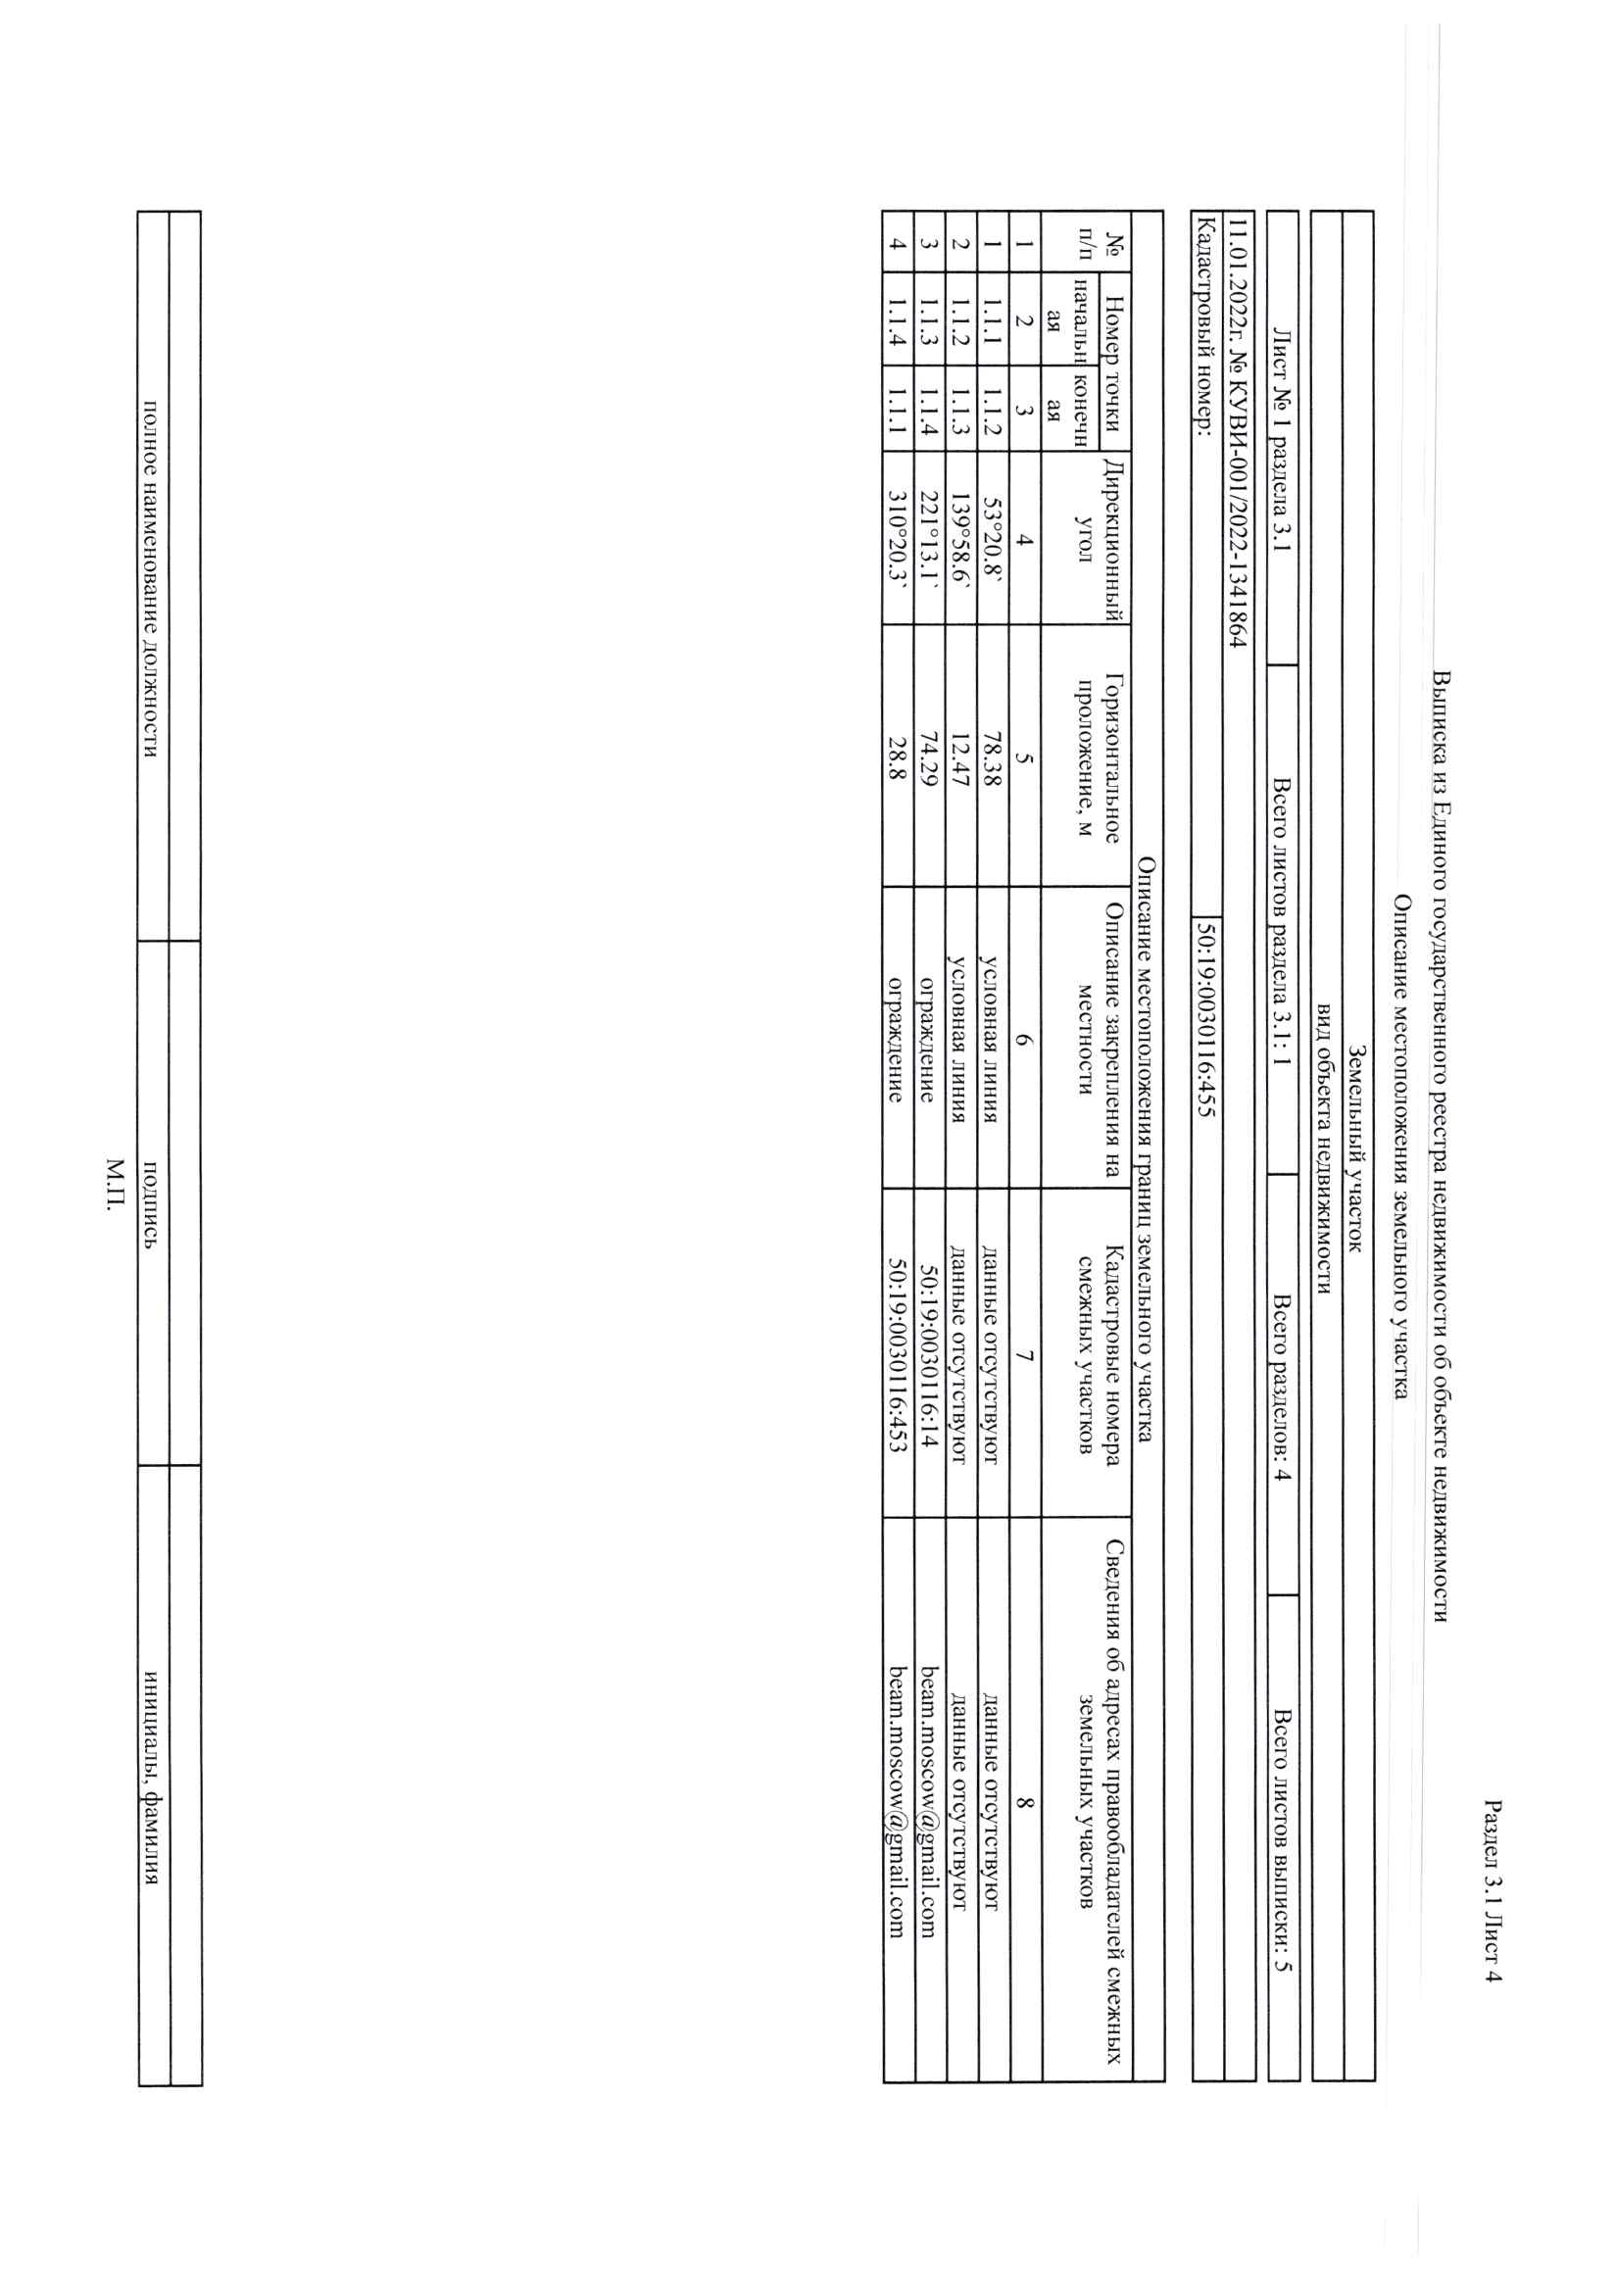 Раздел 3.1 Лист 4
Выписка из Единого государственного реестра недвижимости об объекте недвижимости
Описание местоположения земельного участка
Земельный участок
вид объекта недвижимости
Лист № 1 раздела 3.1 Всего листов раздела 3.1: 1 Всего разделов: 4 Всего листов выписки: 5
11.01.2022г. № КУВИ-001/2022-1341864
Кадастровый номер: 50:19:0030116:455
Описание местоположения границ земельного участка
№ п/п Номер точки Дирекционный угол Горизонтальное проложение, м Описание закрепления на местности Кадастровые номера смежных участков Сведения об адресах правообладателей смежных земельных участков
начальн ая конечн ая
1 2 3 4 5 6 7 8
1 1.1.1 1.1.2 53°20.8` 78.38 условная линия данные отсутствуют данные отсутствуют
2 1.1.2 1.1.3 139°58.6` 12.47 условная линия данные отсутствуют данные отсутствуют
3 1.1.3 1.1.4 221°13.1` 74.29 ограждение 50:19:0030116:14 beam.moscow@gmail.com
4 1.1.4 1.1.1 310°20.3` 28.8 ограждение 50:19:0030116:453 beam.moscow@gmail.com
полное наименование должности подпись инициалы, фамилия
М.П.